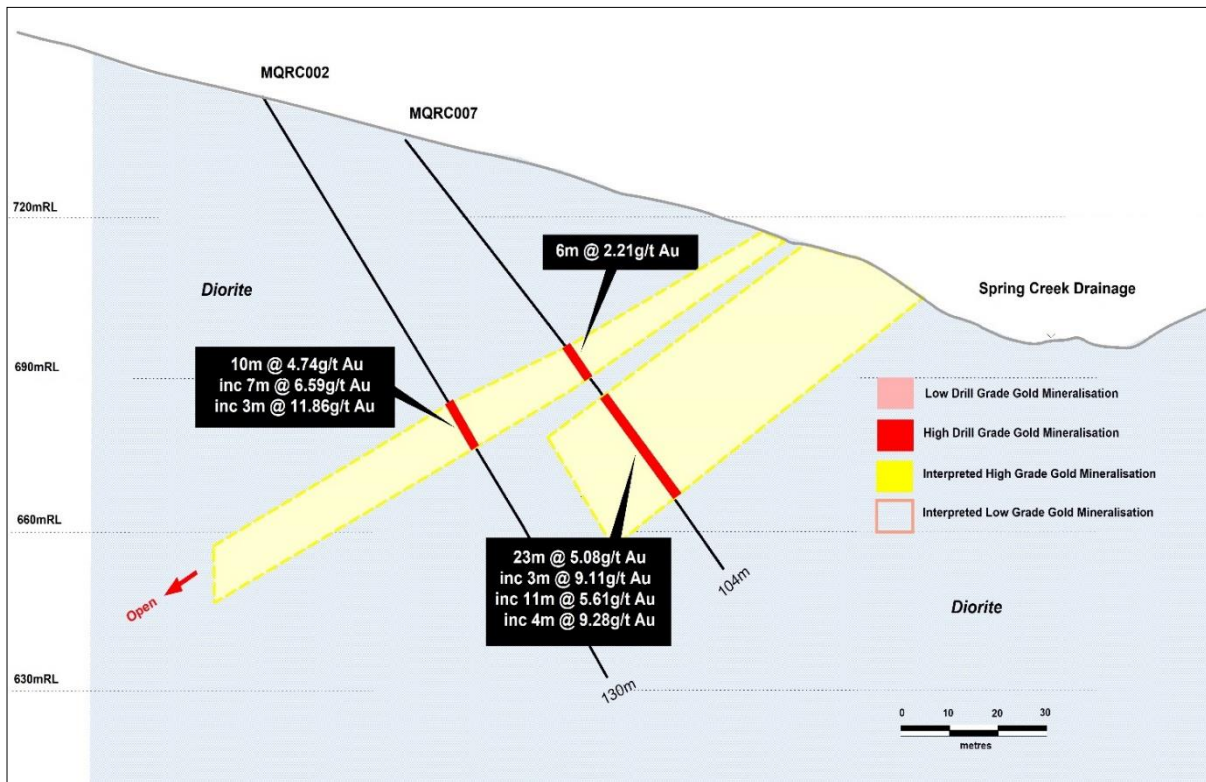 MQRC002
MQRC007
720mRL
6m @ 2.21g/t Au
Diorite
Spring Creek Drainage
690mRL
10m @ 4.74g/t Au
inc 7m @ 6.59g/t Au
inc 3m @ 11.86g/t Au
Low Drill Grade Gold Mineralisation
High Drill Grade Gold Mineralisation
Interpreted High Grade Gold Mineralisation
Interpreted Low Grade Gold Mineralisation
660mRL
23m @ 5.08g/t Au
inc 3m @ 9.11g/t Au
inc 11m @ 5.61g/t Au
inc 4m @ 9.28g/t Au
104m
Open
Diorite
630mRL
130m
0 10 20 30
metres